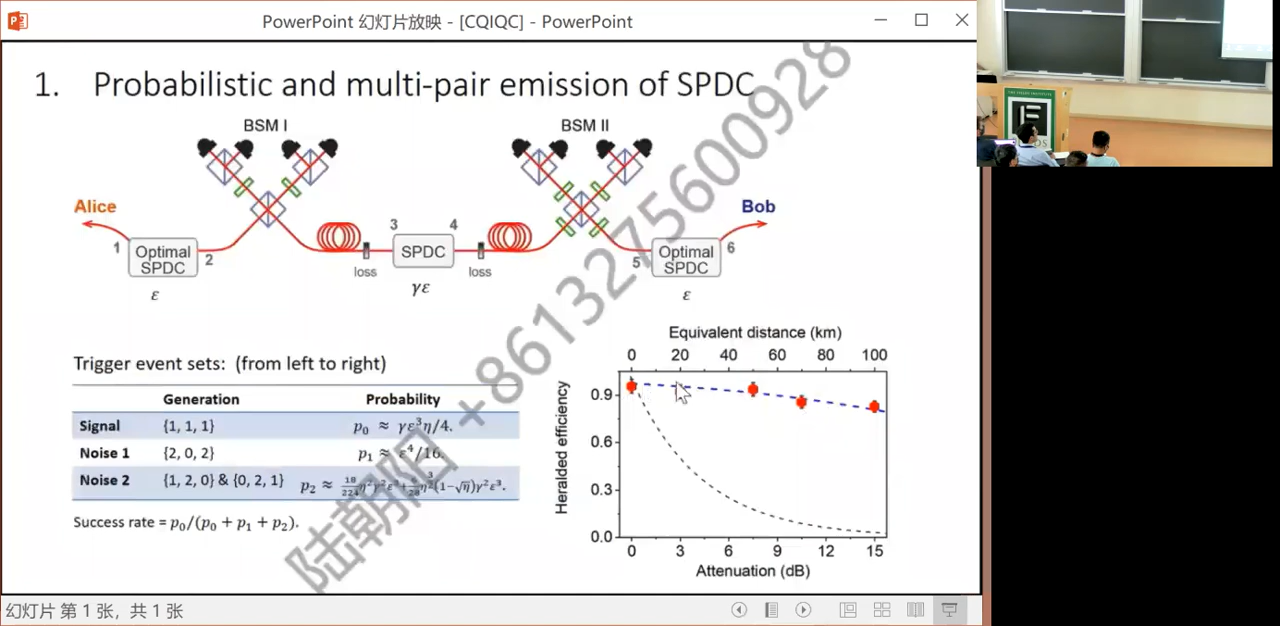 PowerPoint 幻灯片放映 - [CQIQC] - PowerPoint
1. Probabilistic and multi-pair emission of SPDC
BSM I
BSM II
Alice
Bob
1
Optimal SPDC
2
ε
loss
3
SPDC
4
γε
loss
5
Optimal SPDC
6
ε
Trigger event sets: (from left to right)
Generation Probability
Signal {1, 1, 1} p₀ ≈ γε³η/4.
Noise 1 {2, 0, 2} p₁ ≈ ε⁴/16.
Noise 2 {1, 2, 0} & {0, 2, 1} p₂ ≈
Success rate = p₀/(p₀ + p₁ + p₂).
Equivalent distance (km)
0 20 40 60 80 100
Heralded efficiency
0.9
0.6
0.3
0.0
0 3 6 9 12 15
Attenuation (dB)
陆朝阳 +8613275600928
幻灯片 第 1 张，共 1 张